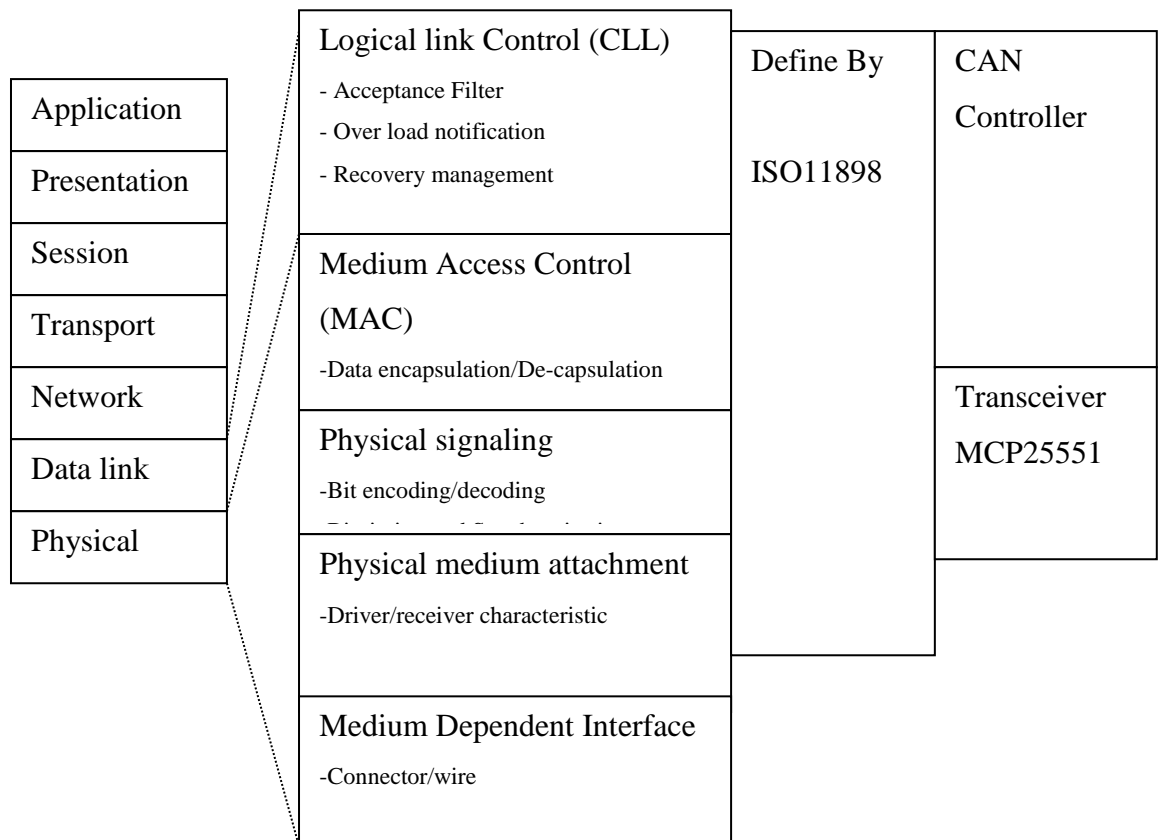 Application
Presentation
Session
Transport
Network
Data link
Physical
Logical link Control (CLL)
- Acceptance Filter
- Over load notification
- Recovery management
Medium Access Control
(MAC)
-Data encapsulation/De-capsulation
Physical signaling
-Bit encoding/decoding
Physical medium attachment
-Driver/receiver characteristic
Medium Dependent Interface
-Connector/wire
Define By
ISO11898
CAN
Controller
Transceiver
MCP25551